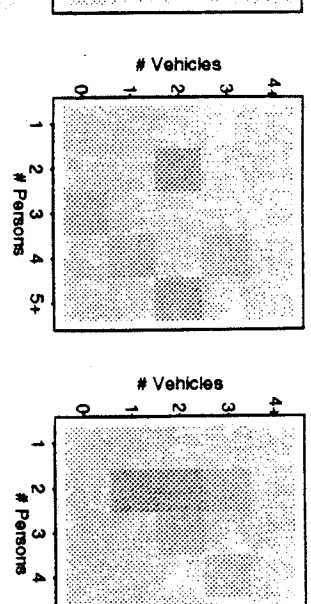 # Vehicles
0 1 2 3 4+
1 2 3 4 5+
# Persons
# Vehicles
0 1 2 3 4+
1 2 3 4
# Persons